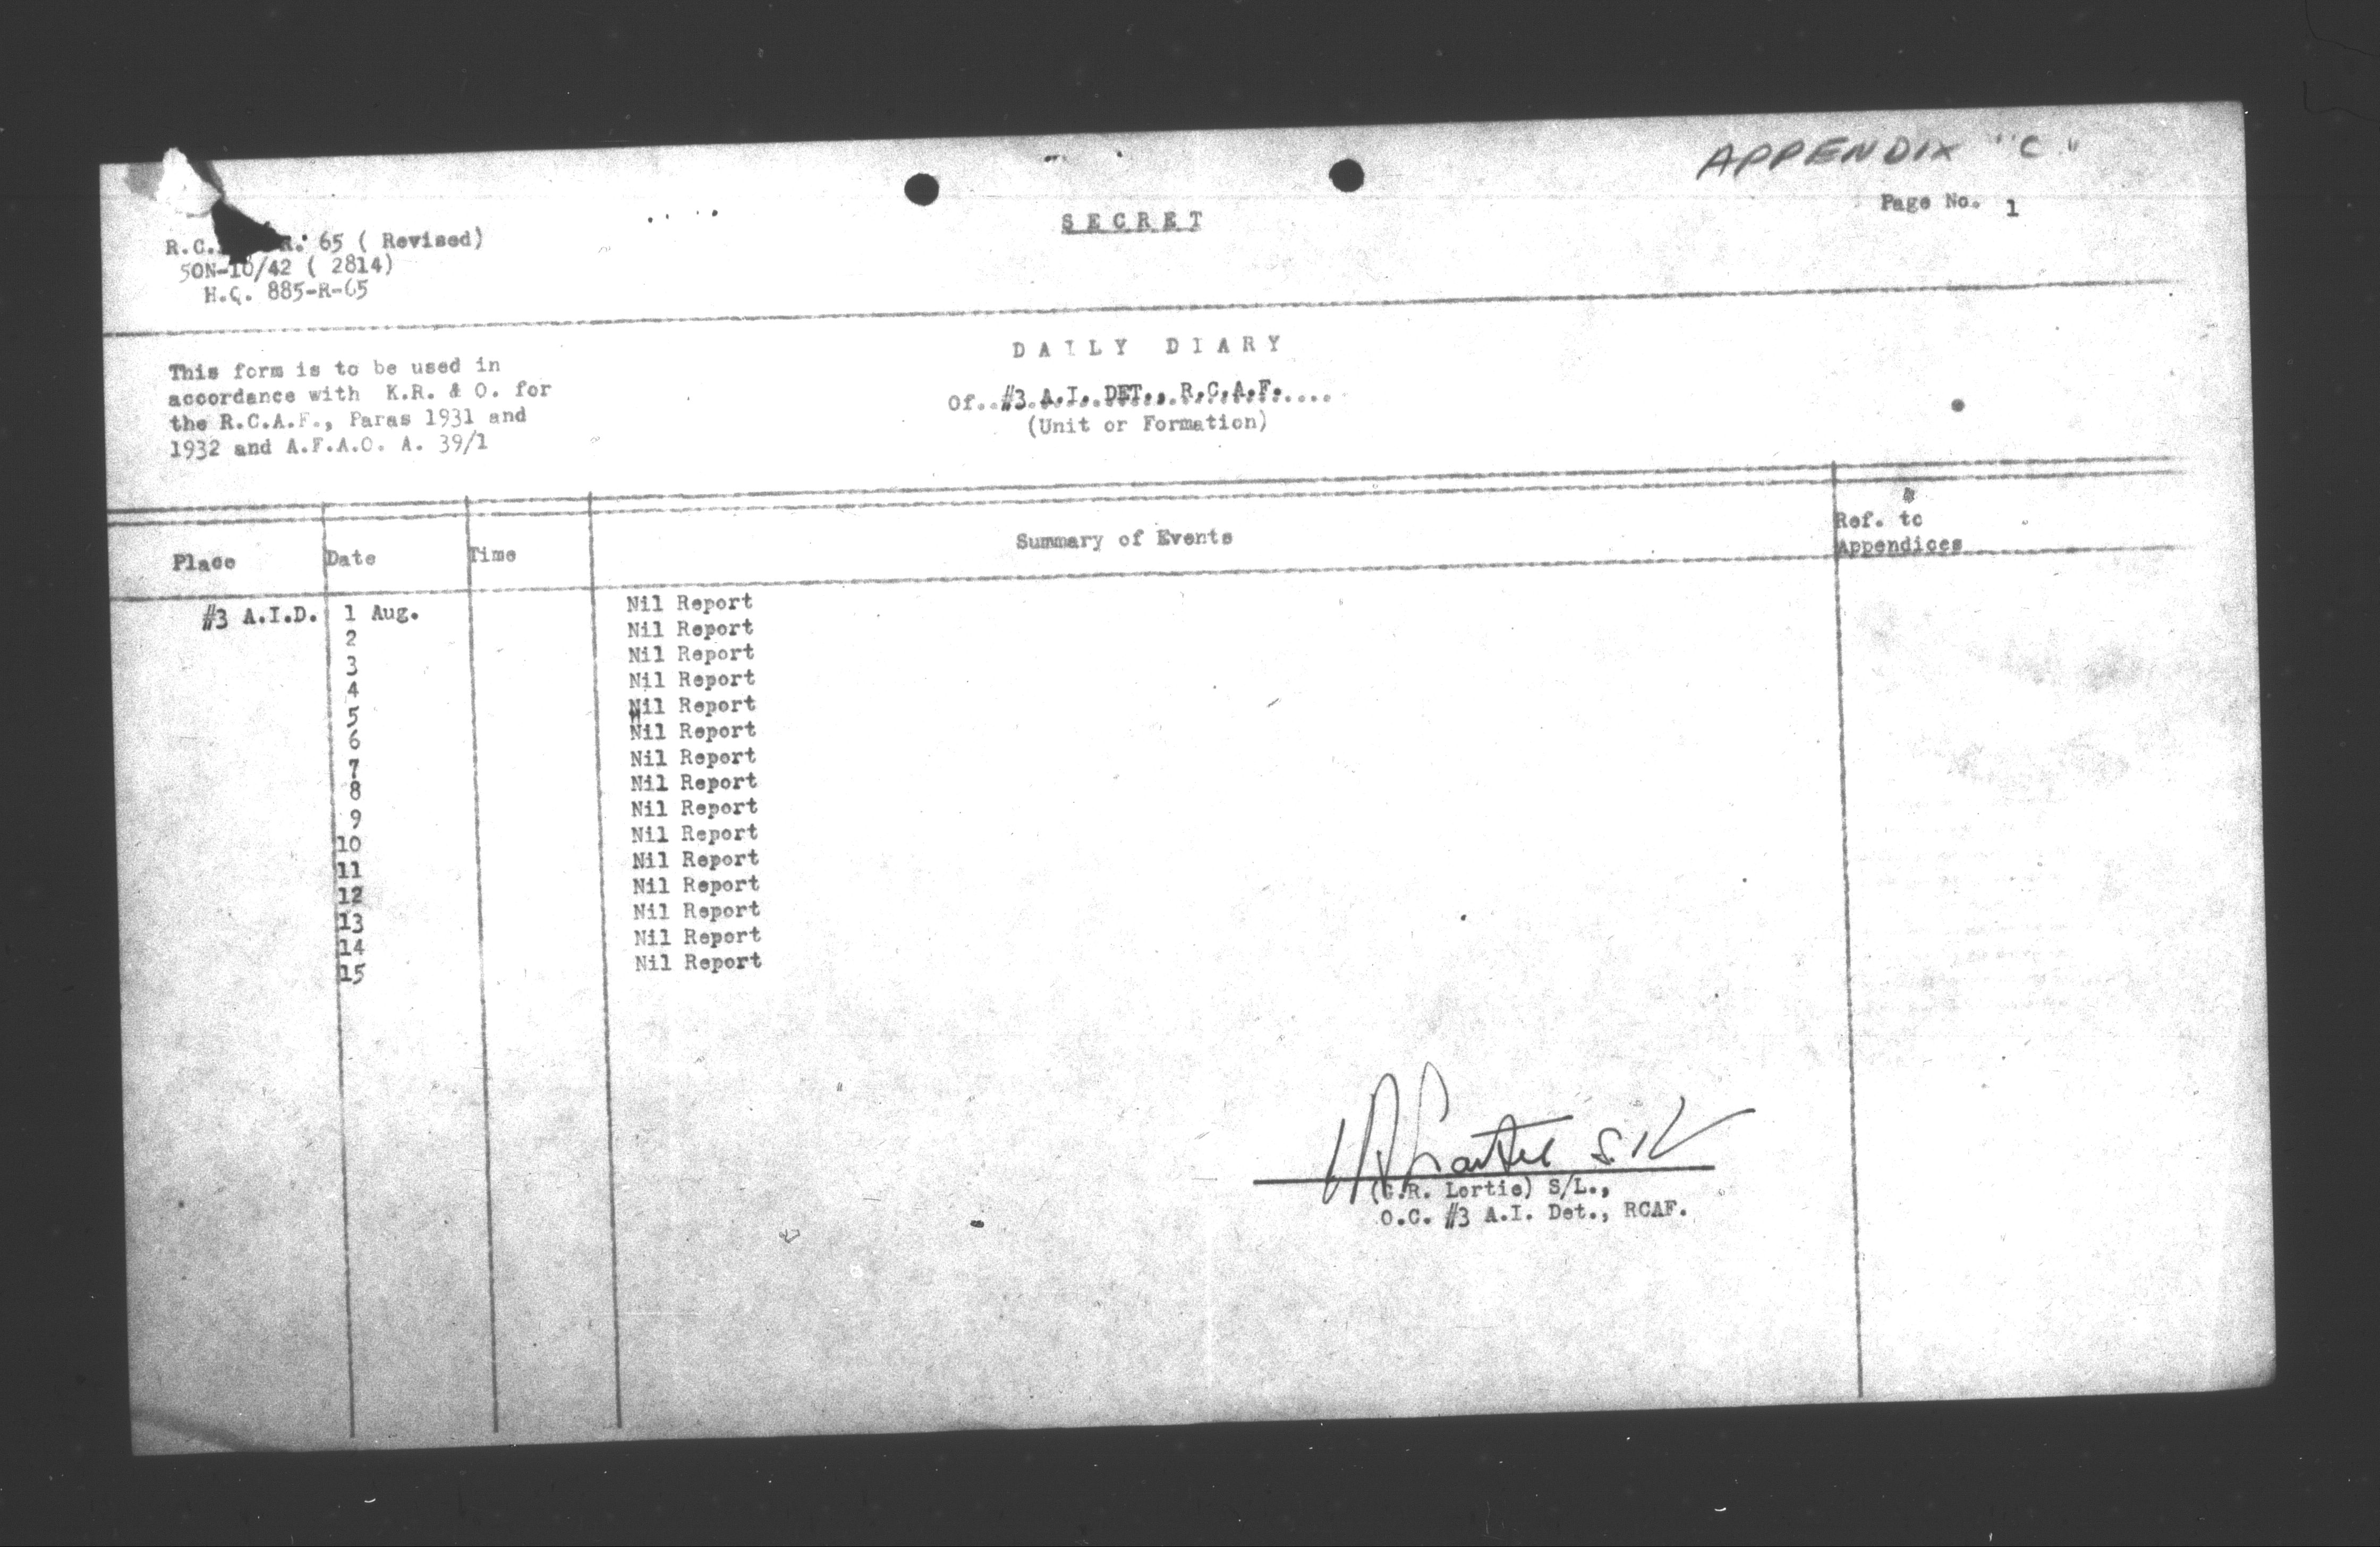 APPENDIX "C"
Page No. 1
SECRET
R. 65 ( Revised)
50N-10/42 ( 2814)
H.Q. 885-R-65
This form is to be used in
accordance with K.R. & O. for
the R.C.A.F., Paras 1931 and
1932 and A.F.A.O. A. 39/1
DAILY DIARY
Of..#3 A.I. DET., R.C.A.F.....
(Unit or Formation)
Place Date Time Summary of Events Ref. to Appendices
#3 A.I.D. 1 Aug. Nil Report
2 Nil Report
3 Nil Report
4 Nil Report
5 Nil Report
6 Nil Report
7 Nil Report
8 Nil Report
9 Nil Report
10 Nil Report
11 Nil Report
12 Nil Report
13 Nil Report
14 Nil Report
15 Nil Report
(G.R. Lortie) S/L.,
O.C. #3 A.I. Det., RCAF.